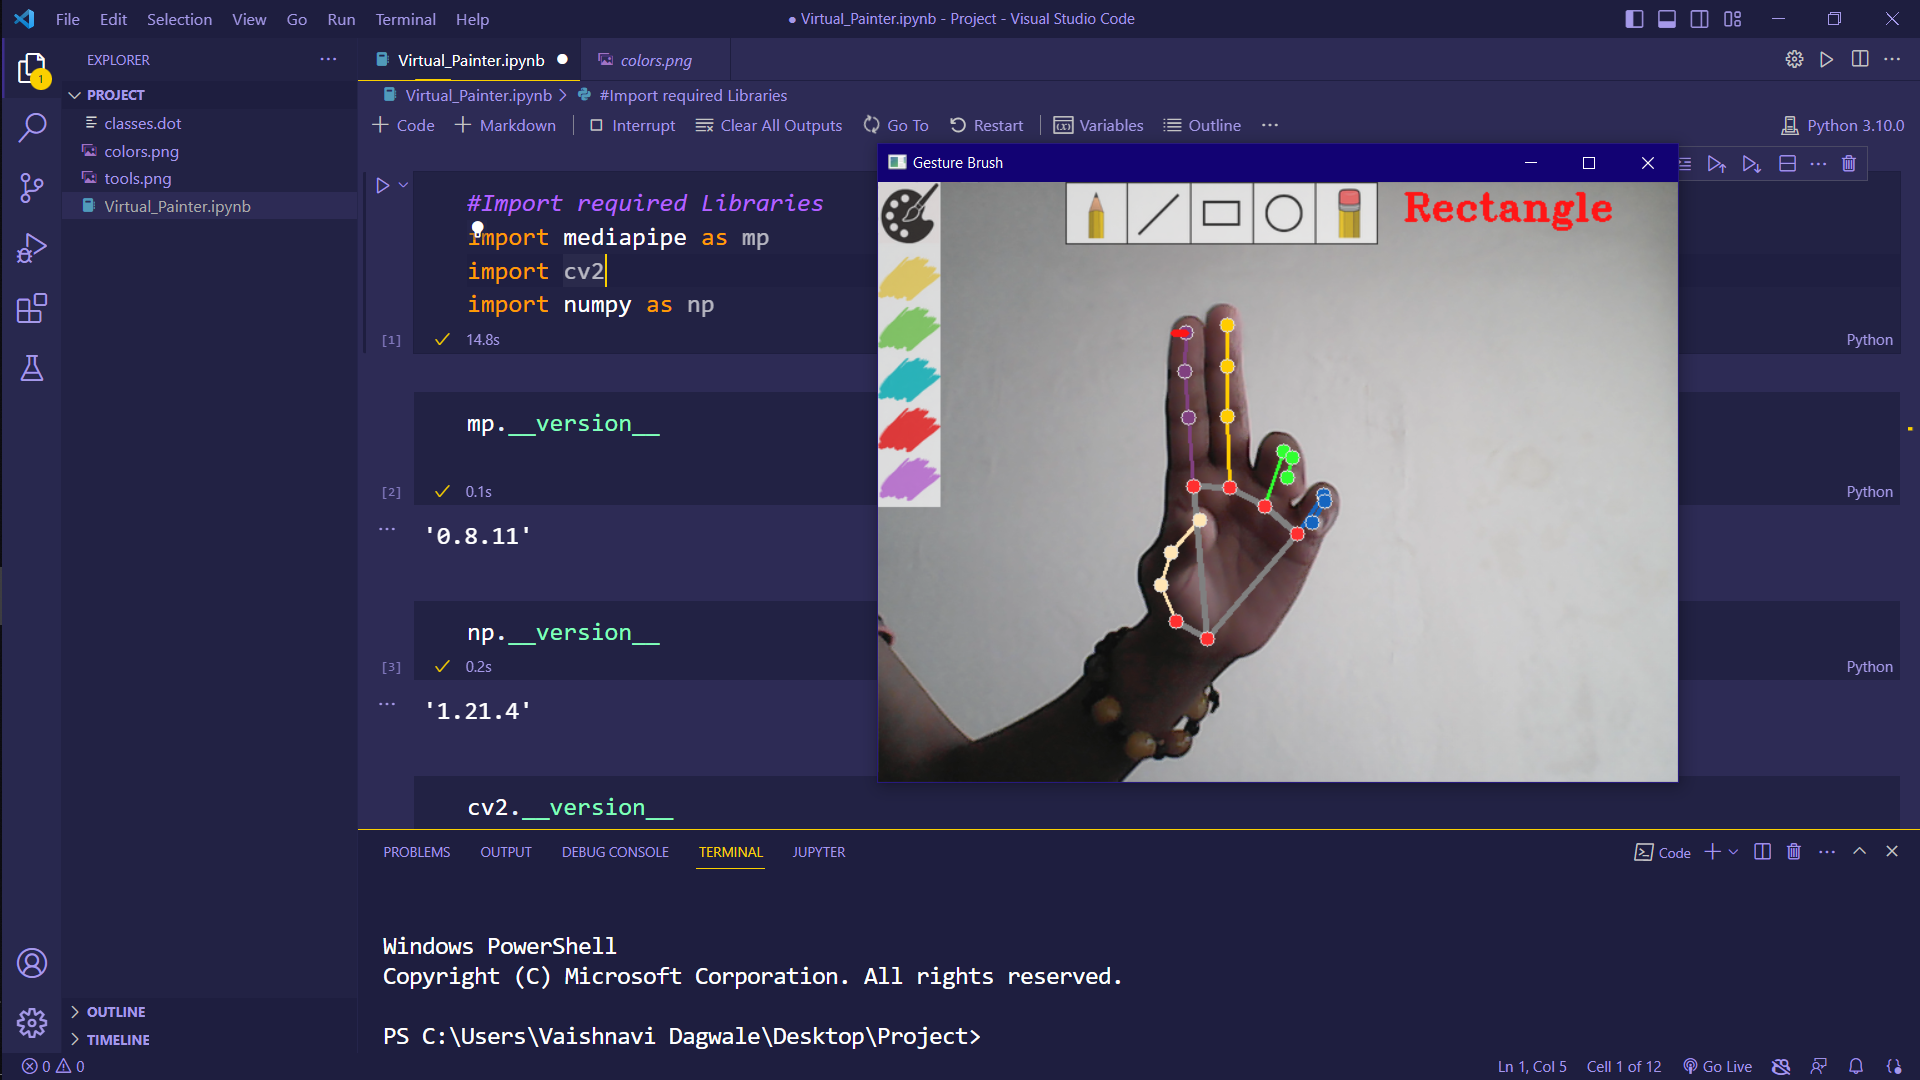 File Edit Selection View Go Run Terminal Help
● Virtual_Painter.ipynb - Project - Visual Studio Code
EXPLORER
1
PROJECT
classes.dot
colors.png
tools.png
Virtual_Painter.ipynb
OUTLINE
TIMELINE
Virtual_Painter.ipynb
colors.png
Virtual_Painter.ipynb > #Import required Libraries
+ Code + Markdown Interrupt Clear All Outputs Go To Restart Variables Outline ...
Python 3.10.0
#Import required Libraries
import mediapipe as mp
import cv2
import numpy as np
[1] 14.8s Python
mp.__version__
[2] 0.1s Python
'0.8.11'
np.__version__
[3] 0.2s Python
'1.21.4'
cv2.__version__
Gesture Brush
Rectangle
PROBLEMS OUTPUT DEBUG CONSOLE TERMINAL JUPYTER
Code
Windows PowerShell
Copyright (C) Microsoft Corporation. All rights reserved.
PS C:\Users\Vaishnavi Dagwale\Desktop\Project>
0 0
Ln 1, Col 5 Cell 1 of 12 Go Live